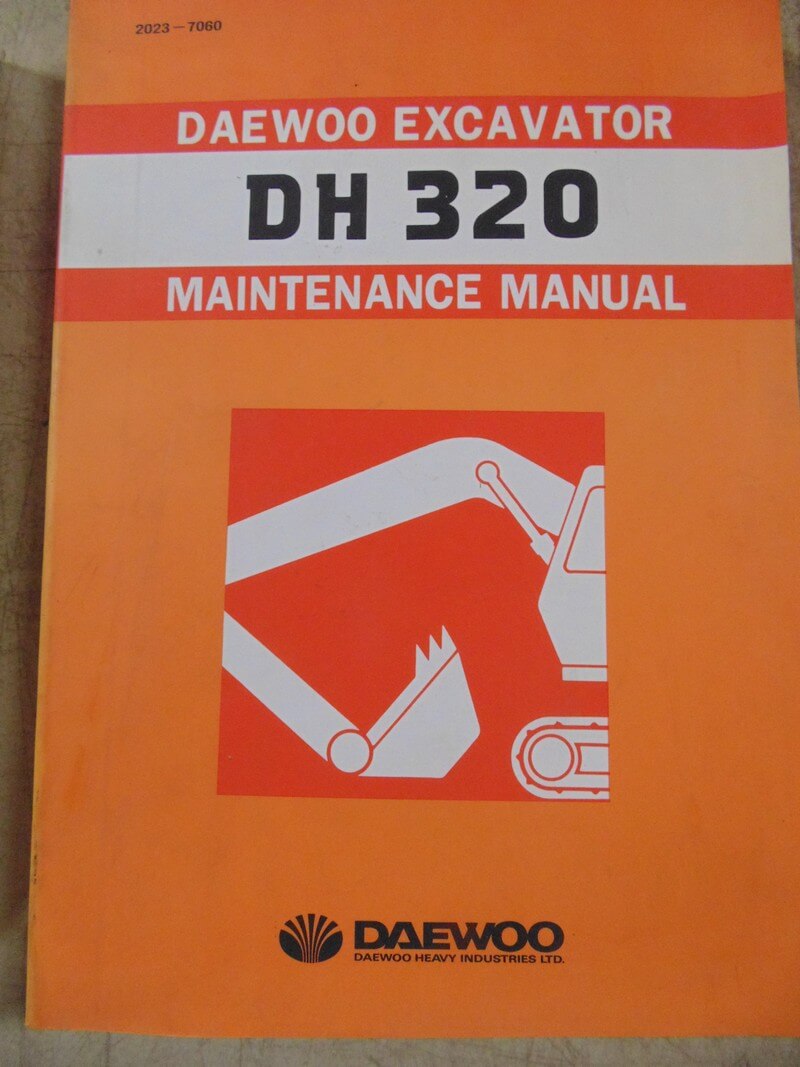 2023-7060
DAEWOO EXCAVATOR
DH 320
MAINTENANCE MANUAL
DAEWOO
DAEWOO HEAVY INDUSTRIES LTD.